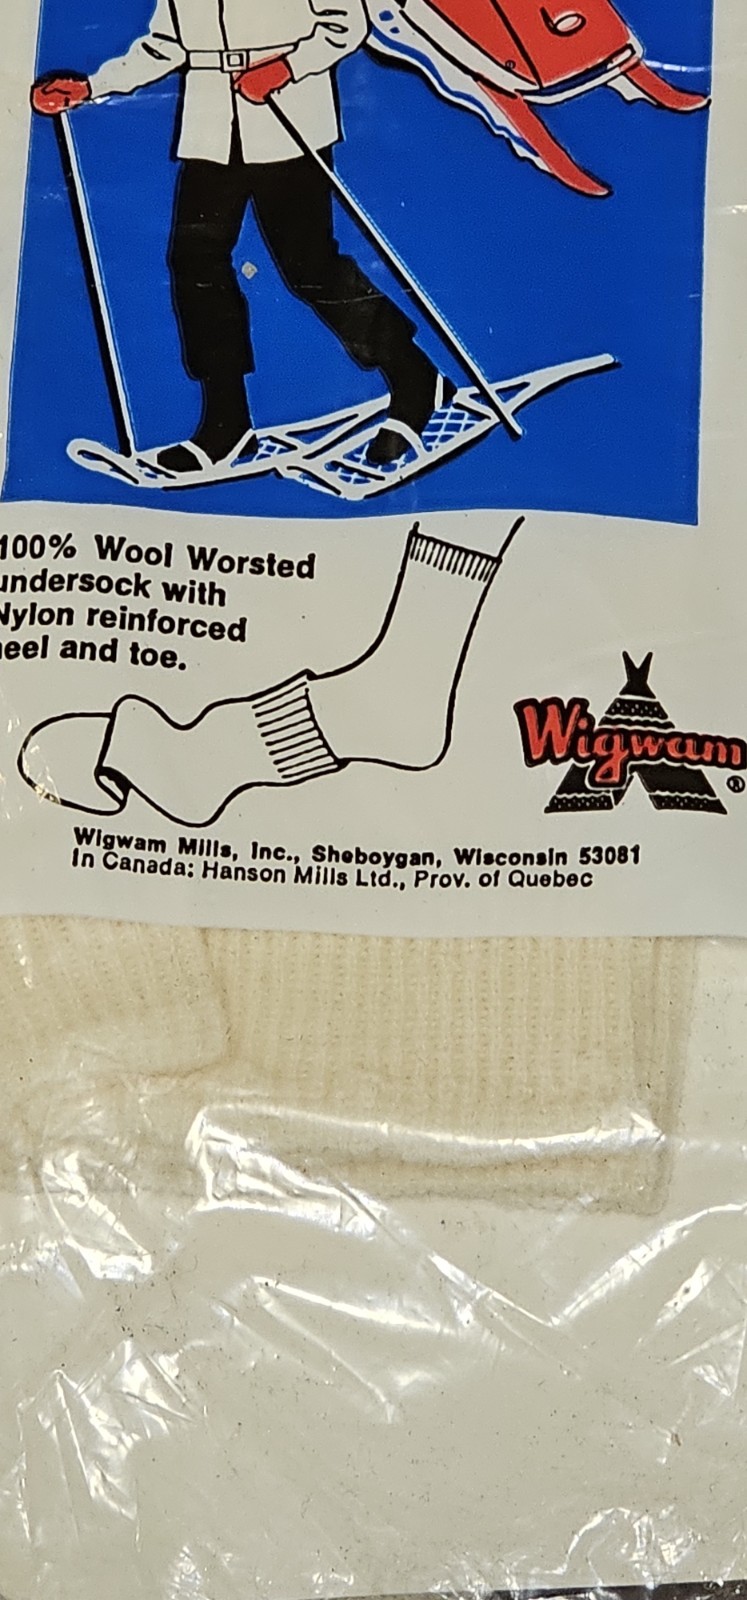 6
100% Wool Worsted
undersock with
Nylon reinforced
heel and toe.
Wigwam ®
Wigwam Mills, Inc., Sheboygan, Wisconsin 53081
In Canada: Hanson Mills Ltd., Prov. of Quebec